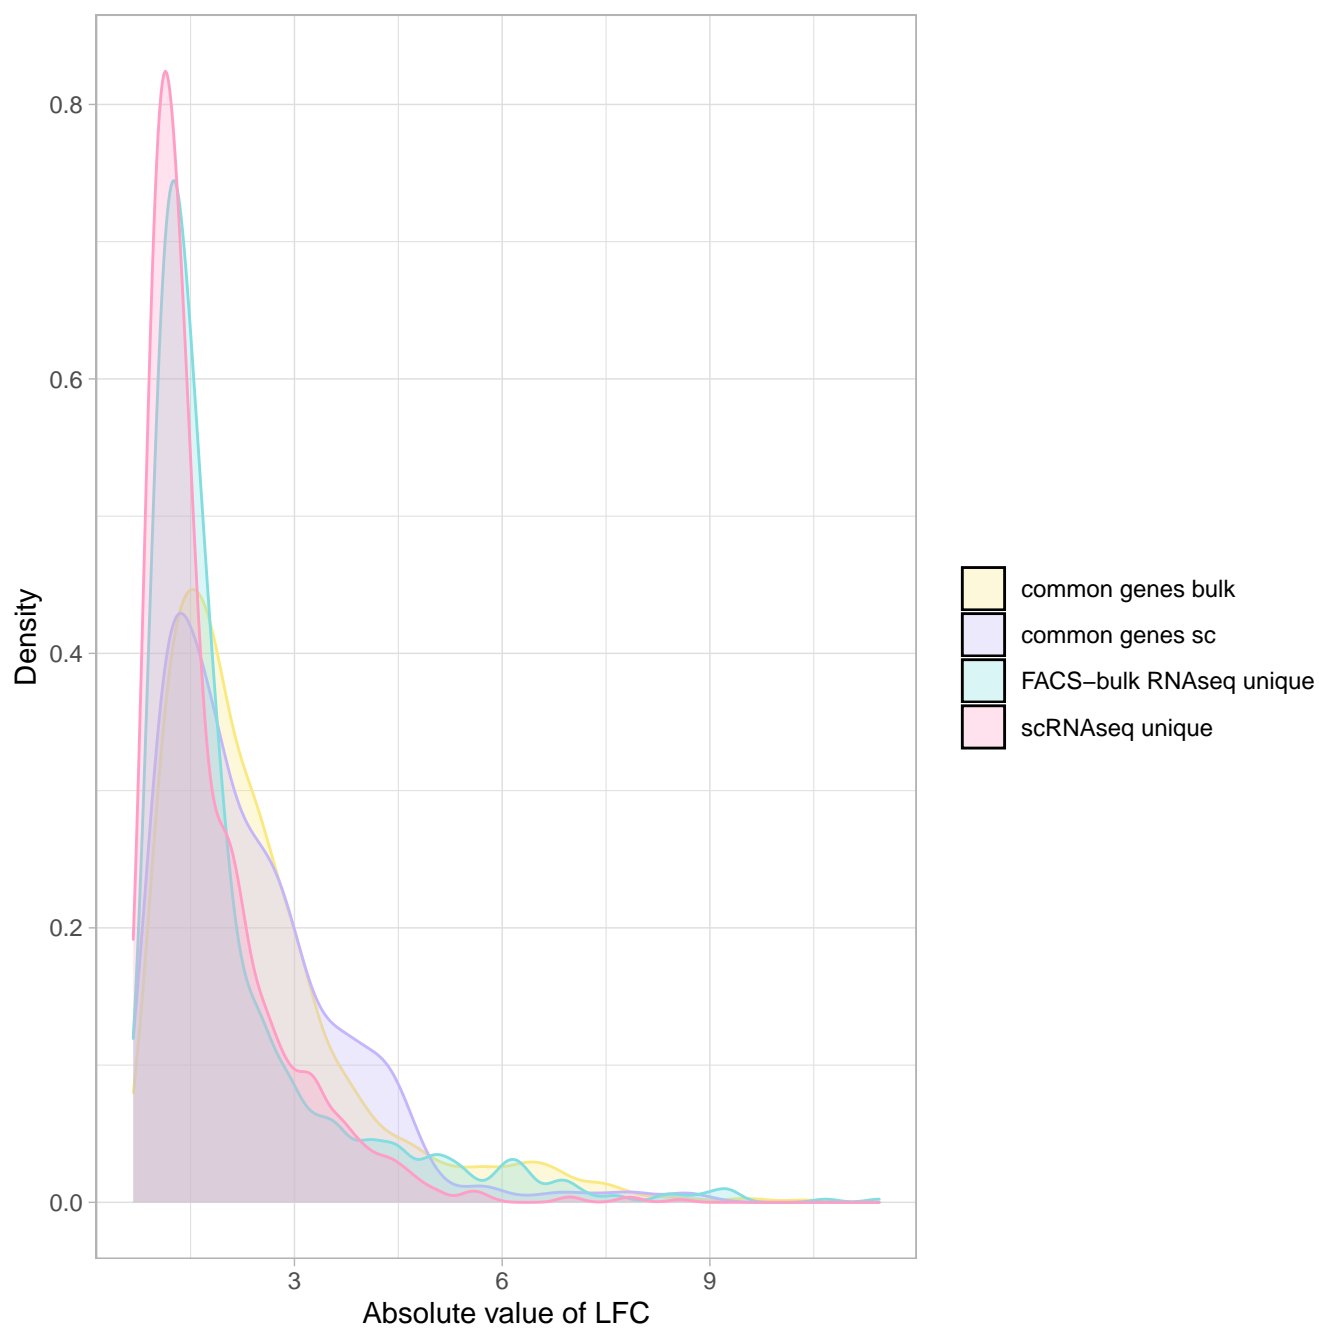 0.8
0.6
0.4
0.2
0.0
Density
3 6 9
Absolute value of LFC
common genes bulk
common genes sc
FACS−bulk RNAseq unique
scRNAseq unique